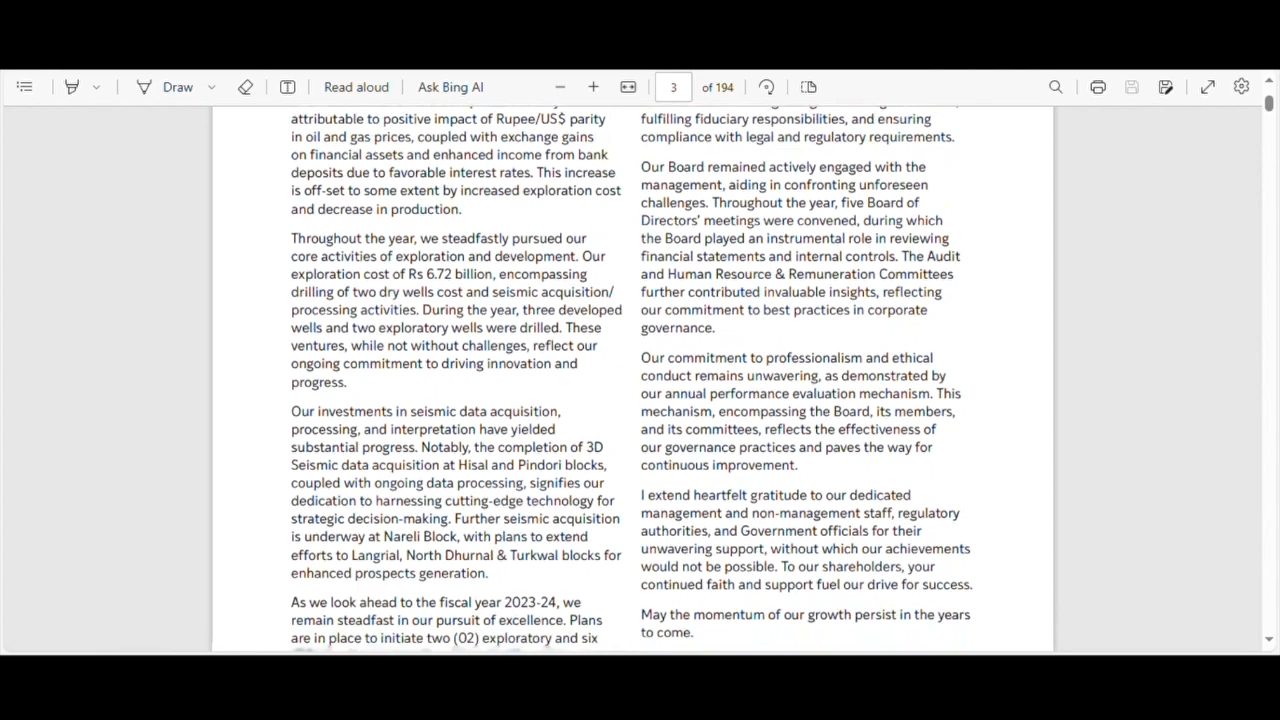 Draw
Read aloud
Ask Bing AI
3
of 194
attributable to positive impact of Rupee/US$ parity
in oil and gas prices, coupled with exchange gains
on financial assets and enhanced income from bank
deposits due to favorable interest rates. This increase
is off-set to some extent by increased exploration cost
and decrease in production.
Throughout the year, we steadfastly pursued our
core activities of exploration and development. Our
exploration cost of Rs 6.72 billion, encompassing
drilling of two dry wells cost and seismic acquisition/
processing activities. During the year, three developed
wells and two exploratory wells were drilled. These
ventures, while not without challenges, reflect our
ongoing commitment to driving innovation and
progress.
Our investments in seismic data acquisition,
processing, and interpretation have yielded
substantial progress. Notably, the completion of 3D
Seismic data acquisition at Hisal and Pindori blocks,
coupled with ongoing data processing, signifies our
dedication to harnessing cutting-edge technology for
strategic decision-making. Further seismic acquisition
is underway at Nareli Block, with plans to extend
efforts to Langrial, North Dhurnal & Turkwal blocks for
enhanced prospects generation.
As we look ahead to the fiscal year 2023-24, we
remain steadfast in our pursuit of excellence. Plans
are in place to initiate two (02) exploratory and six
fulfilling fiduciary responsibilities, and ensuring
compliance with legal and regulatory requirements.
Our Board remained actively engaged with the
management, aiding in confronting unforeseen
challenges. Throughout the year, five Board of
Directors' meetings were convened, during which
the Board played an instrumental role in reviewing
financial statements and internal controls. The Audit
and Human Resource & Remuneration Committees
further contributed invaluable insights, reflecting
our commitment to best practices in corporate
governance.
Our commitment to professionalism and ethical
conduct remains unwavering, as demonstrated by
our annual performance evaluation mechanism. This
mechanism, encompassing the Board, its members,
and its committees, reflects the effectiveness of
our governance practices and paves the way for
continuous improvement.
I extend heartfelt gratitude to our dedicated
management and non-management staff, regulatory
authorities, and Government officials for their
unwavering support, without which our achievements
would not be possible. To our shareholders, your
continued faith and support fuel our drive for success.
May the momentum of our growth persist in the years
to come.